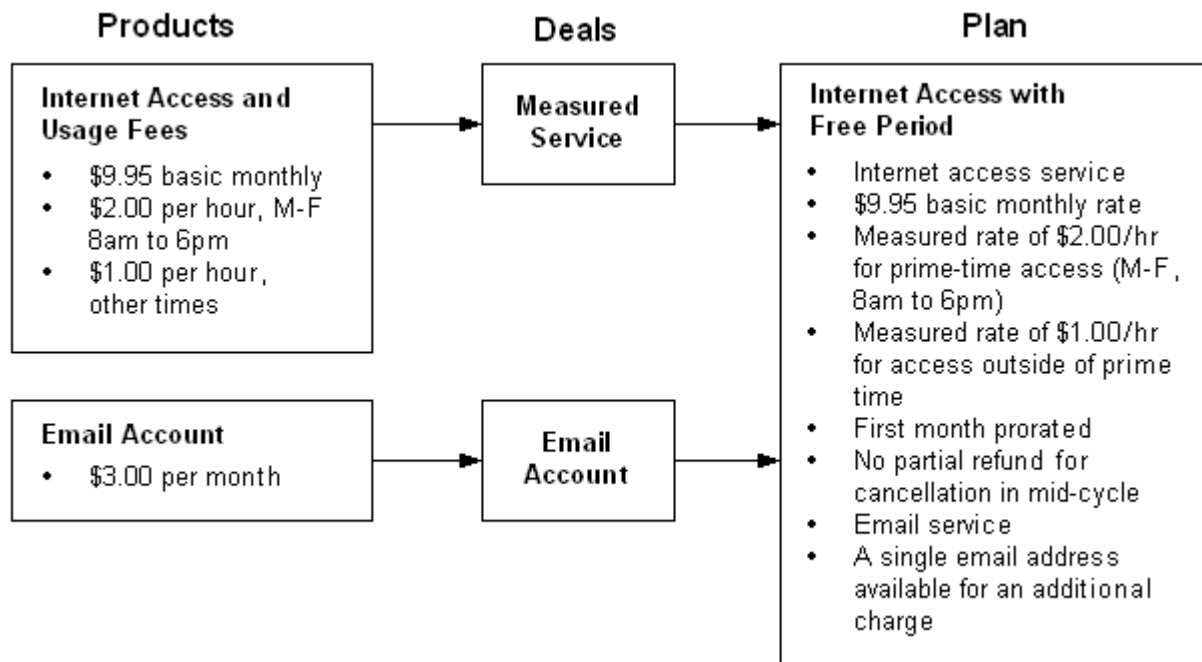 Products
Deals
Plan
Internet Access and
Usage Fees
• $9.95 basic monthly
• $2.00 per hour, M-F
8am to 6pm
• $1.00 per hour,
other times
Measured
Service
Internet Access with
Free Period
• Internet access service
• $9.95 basic monthly rate
• Measured rate of $2.00/hr
for prime-time access (M-F,
8am to 6pm)
• Measured rate of $1.00/hr
for access outside of prime
time
• First month prorated
• No partial refund for
cancellation in mid-cycle
• Email service
• A single email address
available for an additional
charge
Email Account
• $3.00 per month
Email
Account